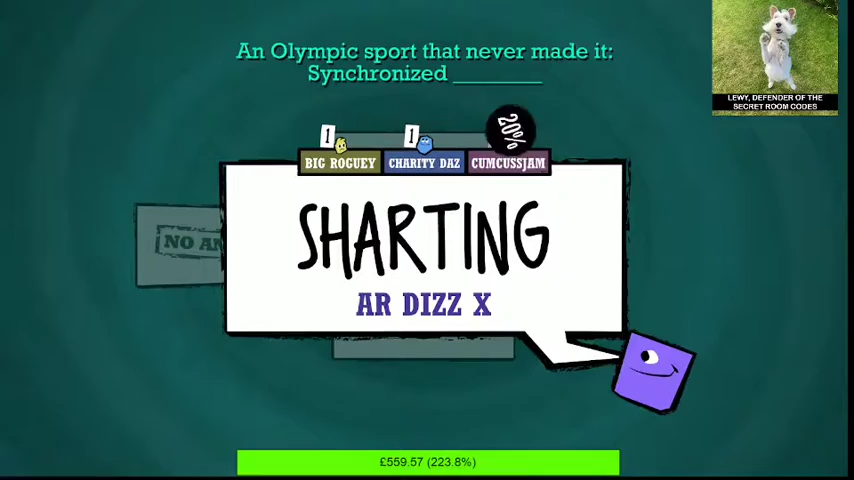 An Olympic sport that never made it:
Synchronized ________
LEWY, DEFENDER OF THE
SECRET ROOM CODES
1
1
20%
BIG ROGUEY
CHARITY DAZ
CUMCUSSJAM
SHARTING
NO
AR DIZZ X
£559.57 (223.8%)